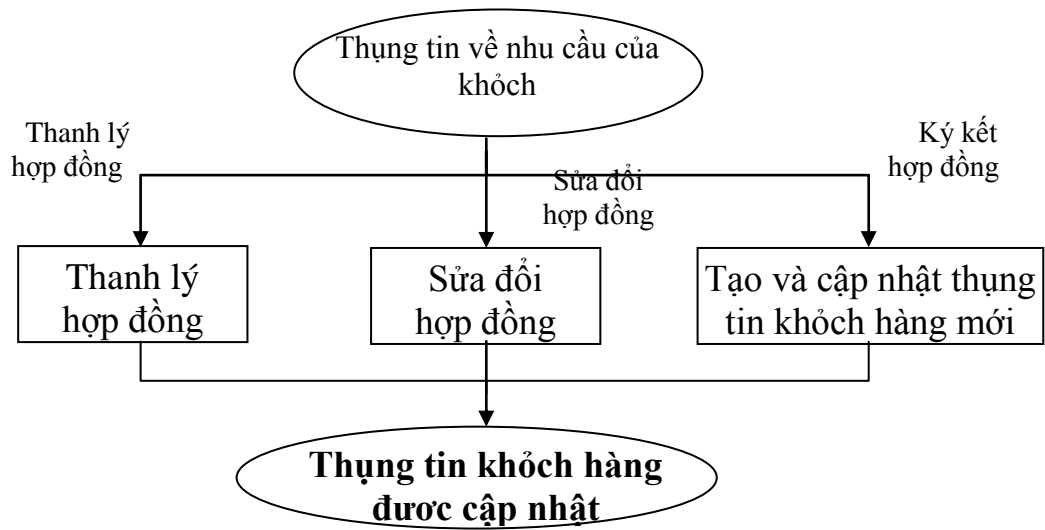 Thụng tin về nhu cầu của
khỏch
Thanh lý
hợp đồng
Sửa đổi
hợp đồng
Ký kết
hợp đồng
Thanh lý
hợp đồng
Sửa đổi
hợp đồng
Tạo và cập nhật thụng
tin khỏch hàng mới
Thụng tin khỏch hàng
đươc cập nhật